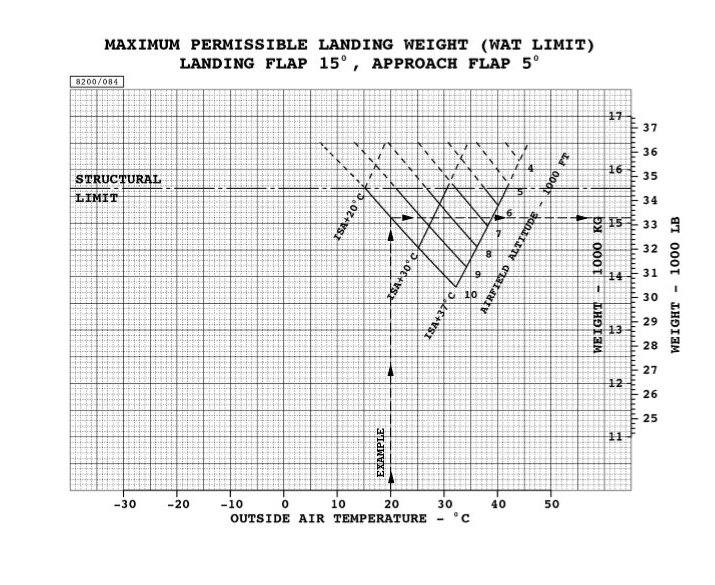 MAXIMUM PERMISSIBLE LANDING WEIGHT (WAT LIMIT)
LANDING FLAP 15°, APPROACH FLAP 5°
8200/084
17
37
36
16
35
34
15
33
32
31
14
30
29
13
28
27
12
26
25
11
STRUCTURAL
LIMIT
ISA+20°C
ISA+30°C
ISA+37°C
4
5
6
7
8
9
10
AIRFIELD ALTITUDE - 1000 FT
WEIGHT - 1000 KG
WEIGHT - 1000 LB
EXAMPLE
-30 -20 -10 0 10 20 30 40 50
OUTSIDE AIR TEMPERATURE - °C